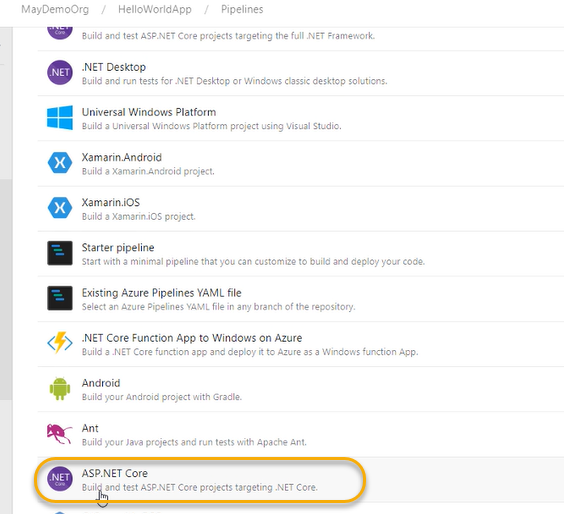 MayDemoOrg / HelloWorldApp / Pipelines
Core
Build and test ASP.NET Core projects targeting the full .NET Framework.
.NET
.NET Desktop
Build and run tests for .NET Desktop or Windows classic desktop solutions.
Universal Windows Platform
Build a Universal Windows Platform project using Visual Studio.
Xamarin.Android
Build a Xamarin.Android project.
Xamarin.iOS
Build a Xamarin.iOS project.
Starter pipeline
Start with a minimal pipeline that you can customize to build and deploy your code.
Existing Azure Pipelines YAML file
Select an Azure Pipelines YAML file in any branch of the repository.
.NET Core Function App to Windows on Azure
Build a .NET Core function app and deploy it to Azure as a Windows function App.
Android
Build your Android project with Gradle.
Ant
Build your Java projects and run tests with Apache Ant.
.NET
Core
ASP.NET Core
Build and test ASP.NET Core projects targeting .NET Core.